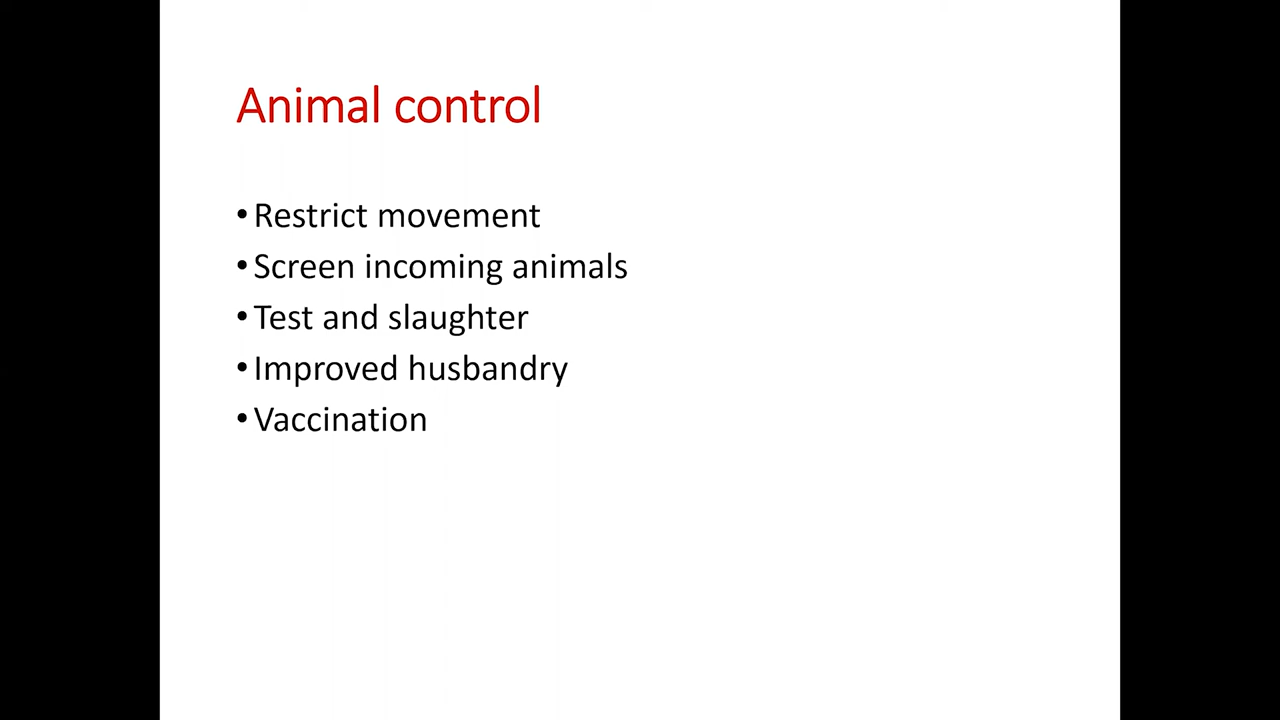 Animal control
• Restrict movement
• Screen incoming animals
• Test and slaughter
• Improved husbandry
• Vaccination